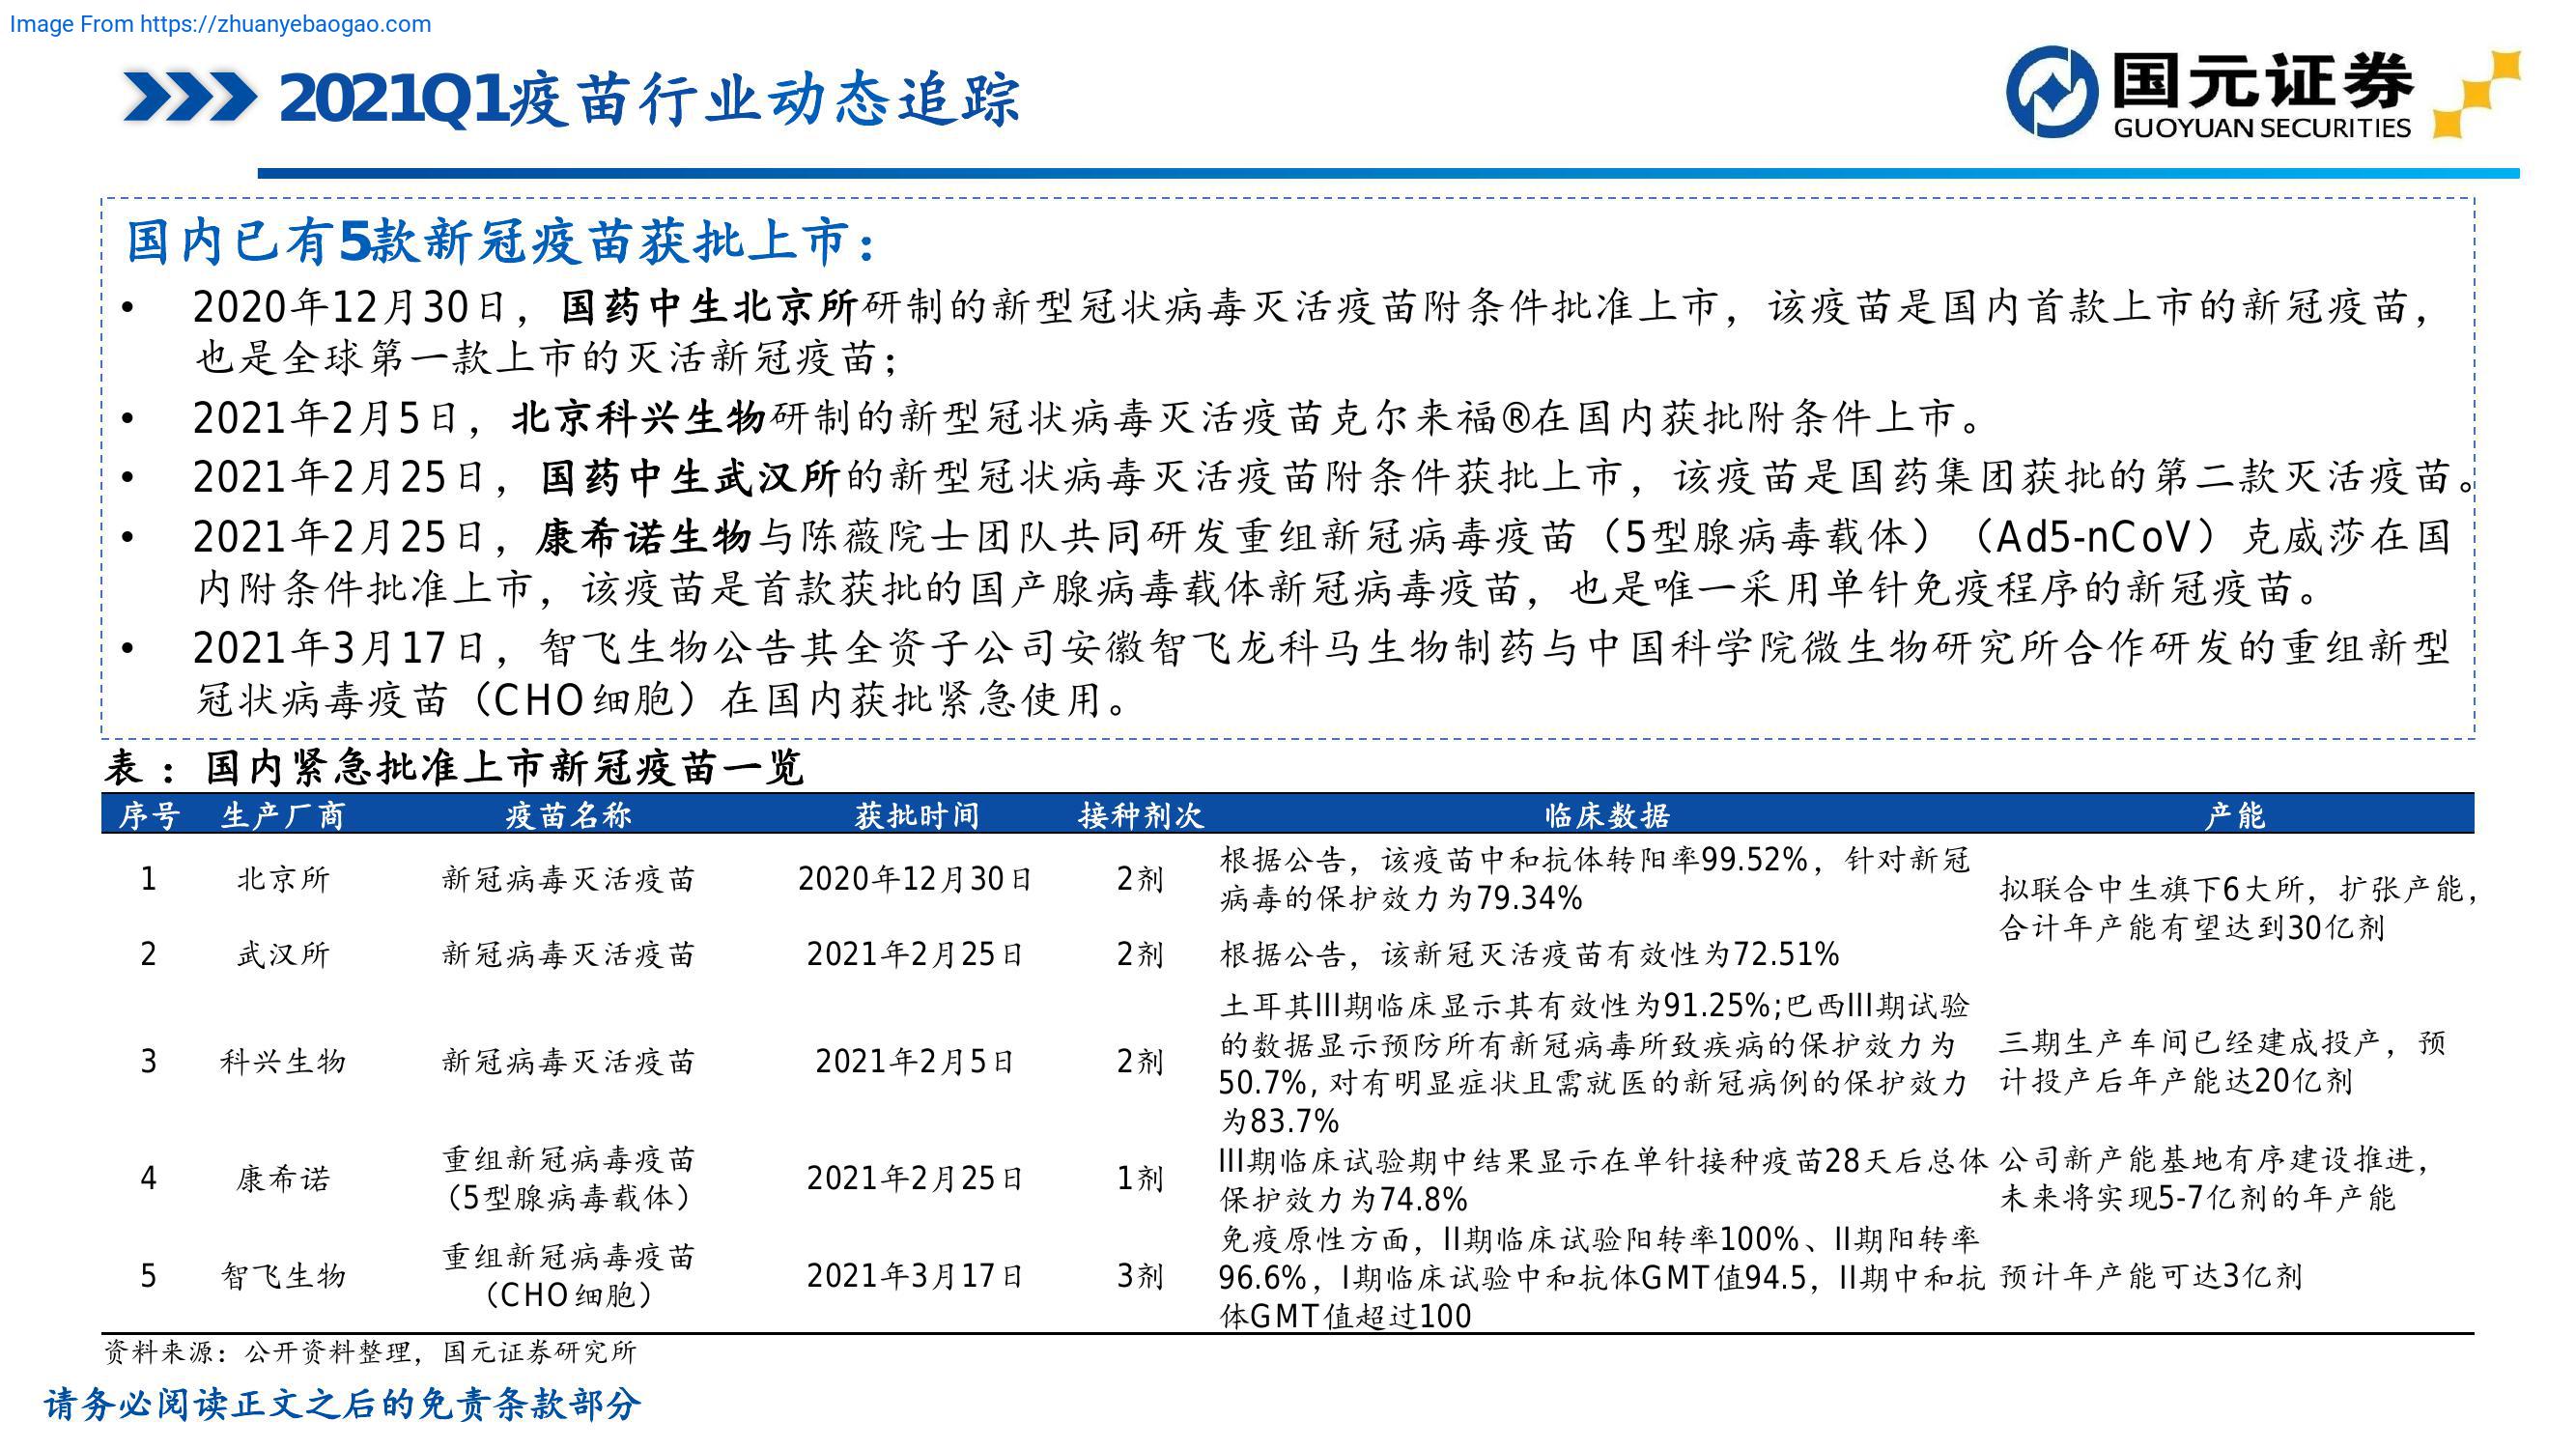 Image From https://zhuanyebaogao.com
2021Q1疫苗行业动态追踪
国元证券
GUOYUAN SECURITIES
国内已有5款新冠疫苗获批上市：
• 2020年12月30日，国药中生北京所研制的新型冠状病毒灭活疫苗附条件批准上市，该疫苗是国内首款上市的新冠疫苗，
也是全球第一款上市的灭活新冠疫苗；
• 2021年2月5日，北京科兴生物研制的新型冠状病毒灭活疫苗克尔来福®在国内获批附条件上市。
• 2021年2月25日，国药中生武汉所的新型冠状病毒灭活疫苗附条件获批上市，该疫苗是国药集团获批的第二款灭活疫苗。
• 2021年2月25日，康希诺生物与陈薇院士团队共同研发重组新冠病毒疫苗（5型腺病毒载体）（Ad5-nCoV）克威莎在国
内附条件批准上市，该疫苗是首款获批的国产腺病毒载体新冠病毒疫苗，也是唯一采用单针免疫程序的新冠疫苗。
• 2021年3月17日，智飞生物公告其全资子公司安徽智飞龙科马生物制药与中国科学院微生物研究所合作研发的重组新型
冠状病毒疫苗（CHO细胞）在国内获批紧急使用。
表 ：国内紧急批准上市新冠疫苗一览
序号 生产厂商 疫苗名称 获批时间 接种剂次 临床数据 产能
1 北京所 新冠病毒灭活疫苗 2020年12月30日 2剂
根据公告，该疫苗中和抗体转阳率99.52%，针对新冠
病毒的保护效力为79.34%
拟联合中生旗下6大所，扩张产能，
合计年产能有望达到30亿剂
2 武汉所 新冠病毒灭活疫苗 2021年2月25日 2剂 根据公告，该新冠灭活疫苗有效性为72.51%
3 科兴生物 新冠病毒灭活疫苗 2021年2月5日 2剂
土耳其III期临床显示其有效性为91.25%;巴西III期试验
的数据显示预防所有新冠病毒所致疾病的保护效力为
50.7%, 对有明显症状且需就医的新冠病例的保护效力
为83.7%
三期生产车间已经建成投产，预
计投产后年产能达20亿剂
4 康希诺
重组新冠病毒疫苗
（5型腺病毒载体）
2021年2月25日 1剂
III期临床试验期中结果显示在单针接种疫苗28天后总体
保护效力为74.8%
公司新产能基地有序建设推进，
未来将实现5-7亿剂的年产能
5 智飞生物
重组新冠病毒疫苗
（CHO细胞）
2021年3月17日 3剂
免疫原性方面，II期临床试验阳转率100%、II期阳转率
96.6%，I期临床试验中和抗体GMT值94.5，II期中和抗
体GMT值超过100
预计年产能可达3亿剂
资料来源：公开资料整理，国元证券研究所
请务必阅读正文之后的免责条款部分